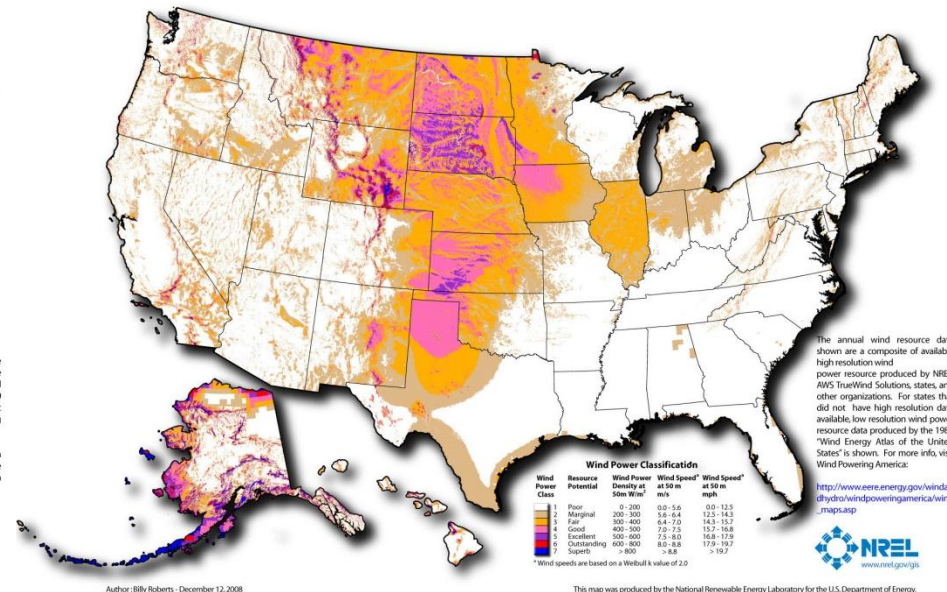 The annual wind resource dat
shown are a composite of availab
high resolution wind
power resource produced by NRE
AWS TrueWind Solutions, states, an
other organizations. For states tha
did not have high resolution dat
available, low resolution wind pow
resource data produced by the 198
"Wind Energy Atlas of the Unite
States" is shown. For more info, vis
Wind Powering America:
http://www.eere.energy.gov/winda
dhydro/windpoweringamerica/win
_maps.asp
Wind Power Classification
Wind Power Class Resource Potential Wind Power Density at 50m W/m² Wind Speedª at 50 m m/s Wind Speedª at 50 m mph
1 Poor 0 - 200 0.0 - 5.6 0.0 - 12.5
2 Marginal 200 - 300 5.6 - 6.4 12.5 - 14.3
3 Fair 300 - 400 6.4 - 7.0 14.3 - 15.7
4 Good 400 - 500 7.0 - 7.5 15.7 - 16.8
5 Excellent 500 - 600 7.5 - 8.0 16.8 - 17.9
6 Outstanding 600 - 800 8.0 - 8.8 17.9 - 19.7
7 Superb > 800 > 8.8 > 19.7
ª Wind speeds are based on a Weibull k value of 2.0
NREL
www.nrel.gov/gis
Author : Billy Roberts - December 12, 2008
This map was produced by the National Renewable Energy Laboratory for the U.S. Department of Energy.